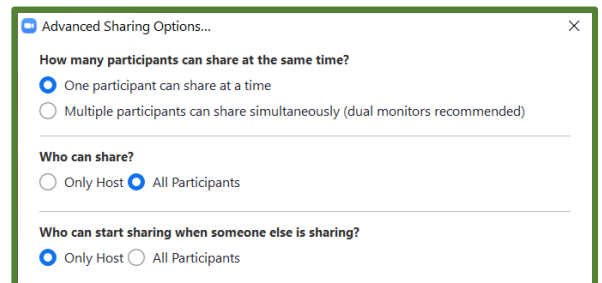 Advanced Sharing Options...
How many participants can share at the same time?
One participant can share at a time
Multiple participants can share simultaneously (dual monitors recommended)
Who can share?
Only Host All Participants
Who can start sharing when someone else is sharing?
Only Host All Participants